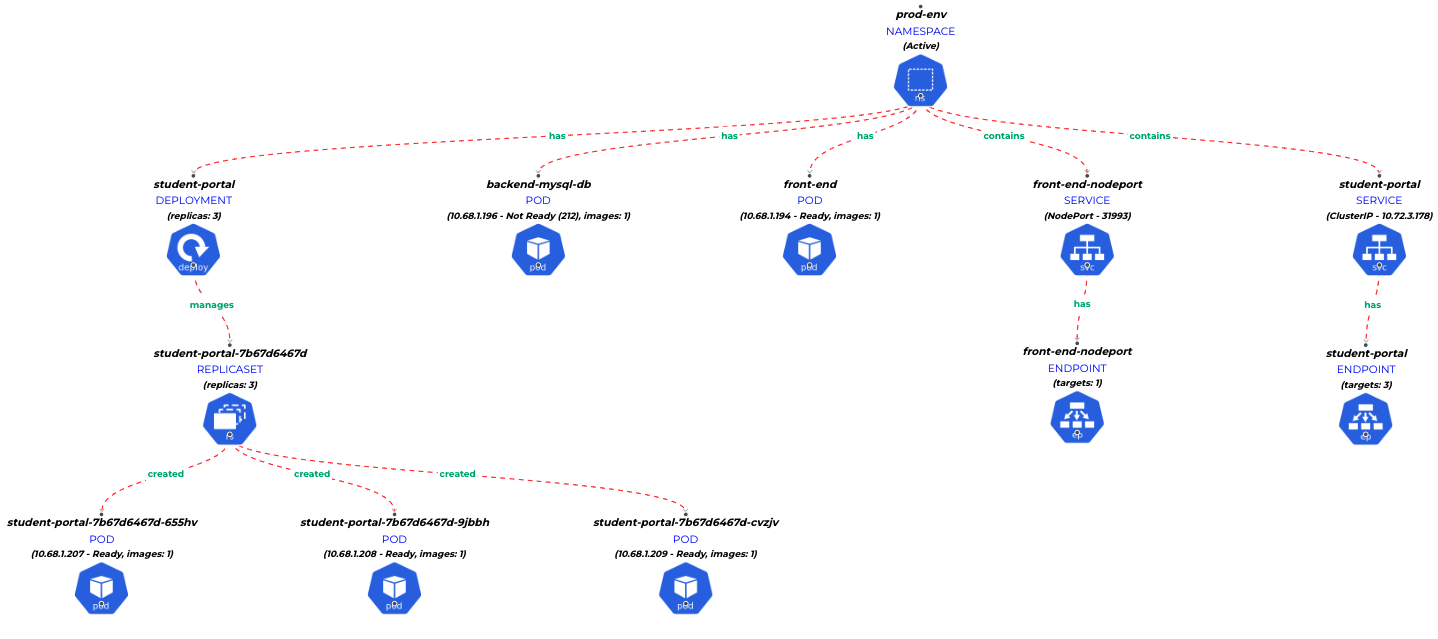 prod-env
NAMESPACE
(Active)
ns
has
has
has
contains
contains
student-portal
DEPLOYMENT
(replicas: 3)
deploy
backend-mysql-db
POD
(10.68.1.196 - Not Ready (212), images: 1)
pod
front-end
POD
(10.68.1.194 - Ready, images: 1)
pod
front-end-nodeport
SERVICE
(NodePort - 31993)
svc
student-portal
SERVICE
(ClusterIP - 10.72.3.178)
svc
manages
has
has
student-portal-7b67d6467d
REPLICASET
(replicas: 3)
rs
front-end-nodeport
ENDPOINT
(targets: 1)
ep
student-portal
ENDPOINT
(targets: 3)
ep
created
created
created
student-portal-7b67d6467d-655hv
POD
(10.68.1.207 - Ready, images: 1)
pod
student-portal-7b67d6467d-9jbbh
POD
(10.68.1.208 - Ready, images: 1)
pod
student-portal-7b67d6467d-cvzjv
POD
(10.68.1.209 - Ready, images: 1)
pod